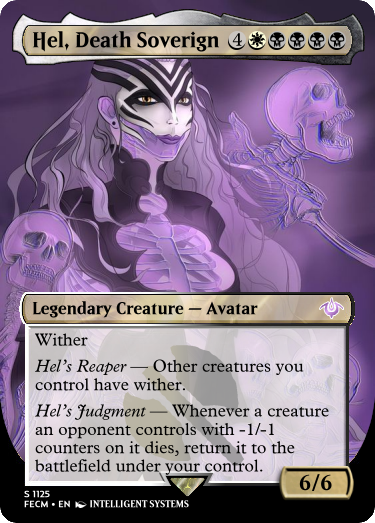 Hel, Death Soverign 4
Legendary Creature — Avatar
Wither
Hel's Reaper — Other creatures you
control have wither.
Hel's Judgment — Whenever a creature
an opponent controls with -1/-1
counters on it dies, return it to the
battlefield under your control.
6/6
S 1125
FECM • EN INTELLIGENT SYSTEMS